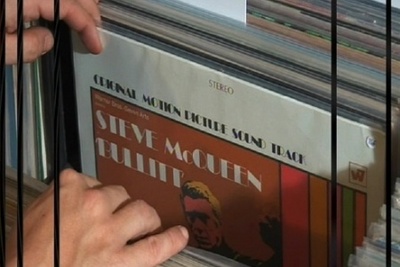 STEREO
ORIGINAL MOTION PICTURE SOUND TRACK
STEVE McQUEEN
'BULLITT'